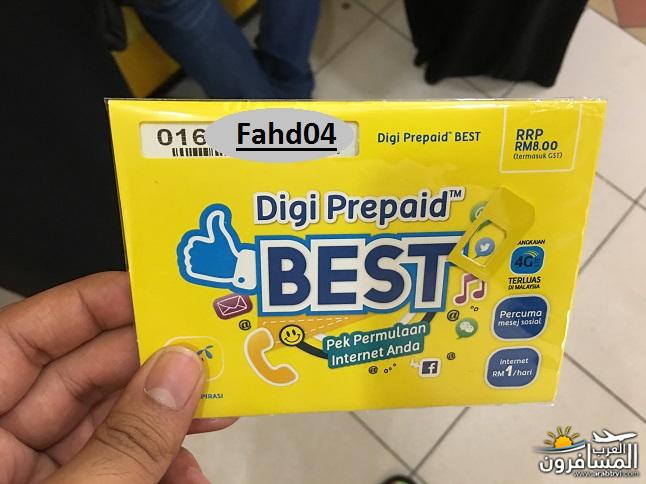 016 Fahd04
Digi Prepaid™ BEST
RRP
RM8.00
(termasuk GST)
Digi Prepaid™
BEST
Pek Permulaan
Internet Anda
ANGKAIAN
4G
TERLUAS
DI MALAYSIA
Percuma
mesej sosial
Internet
RM1/hari
PIRASI
العرب
المسافرون
www.arabtrvl.com